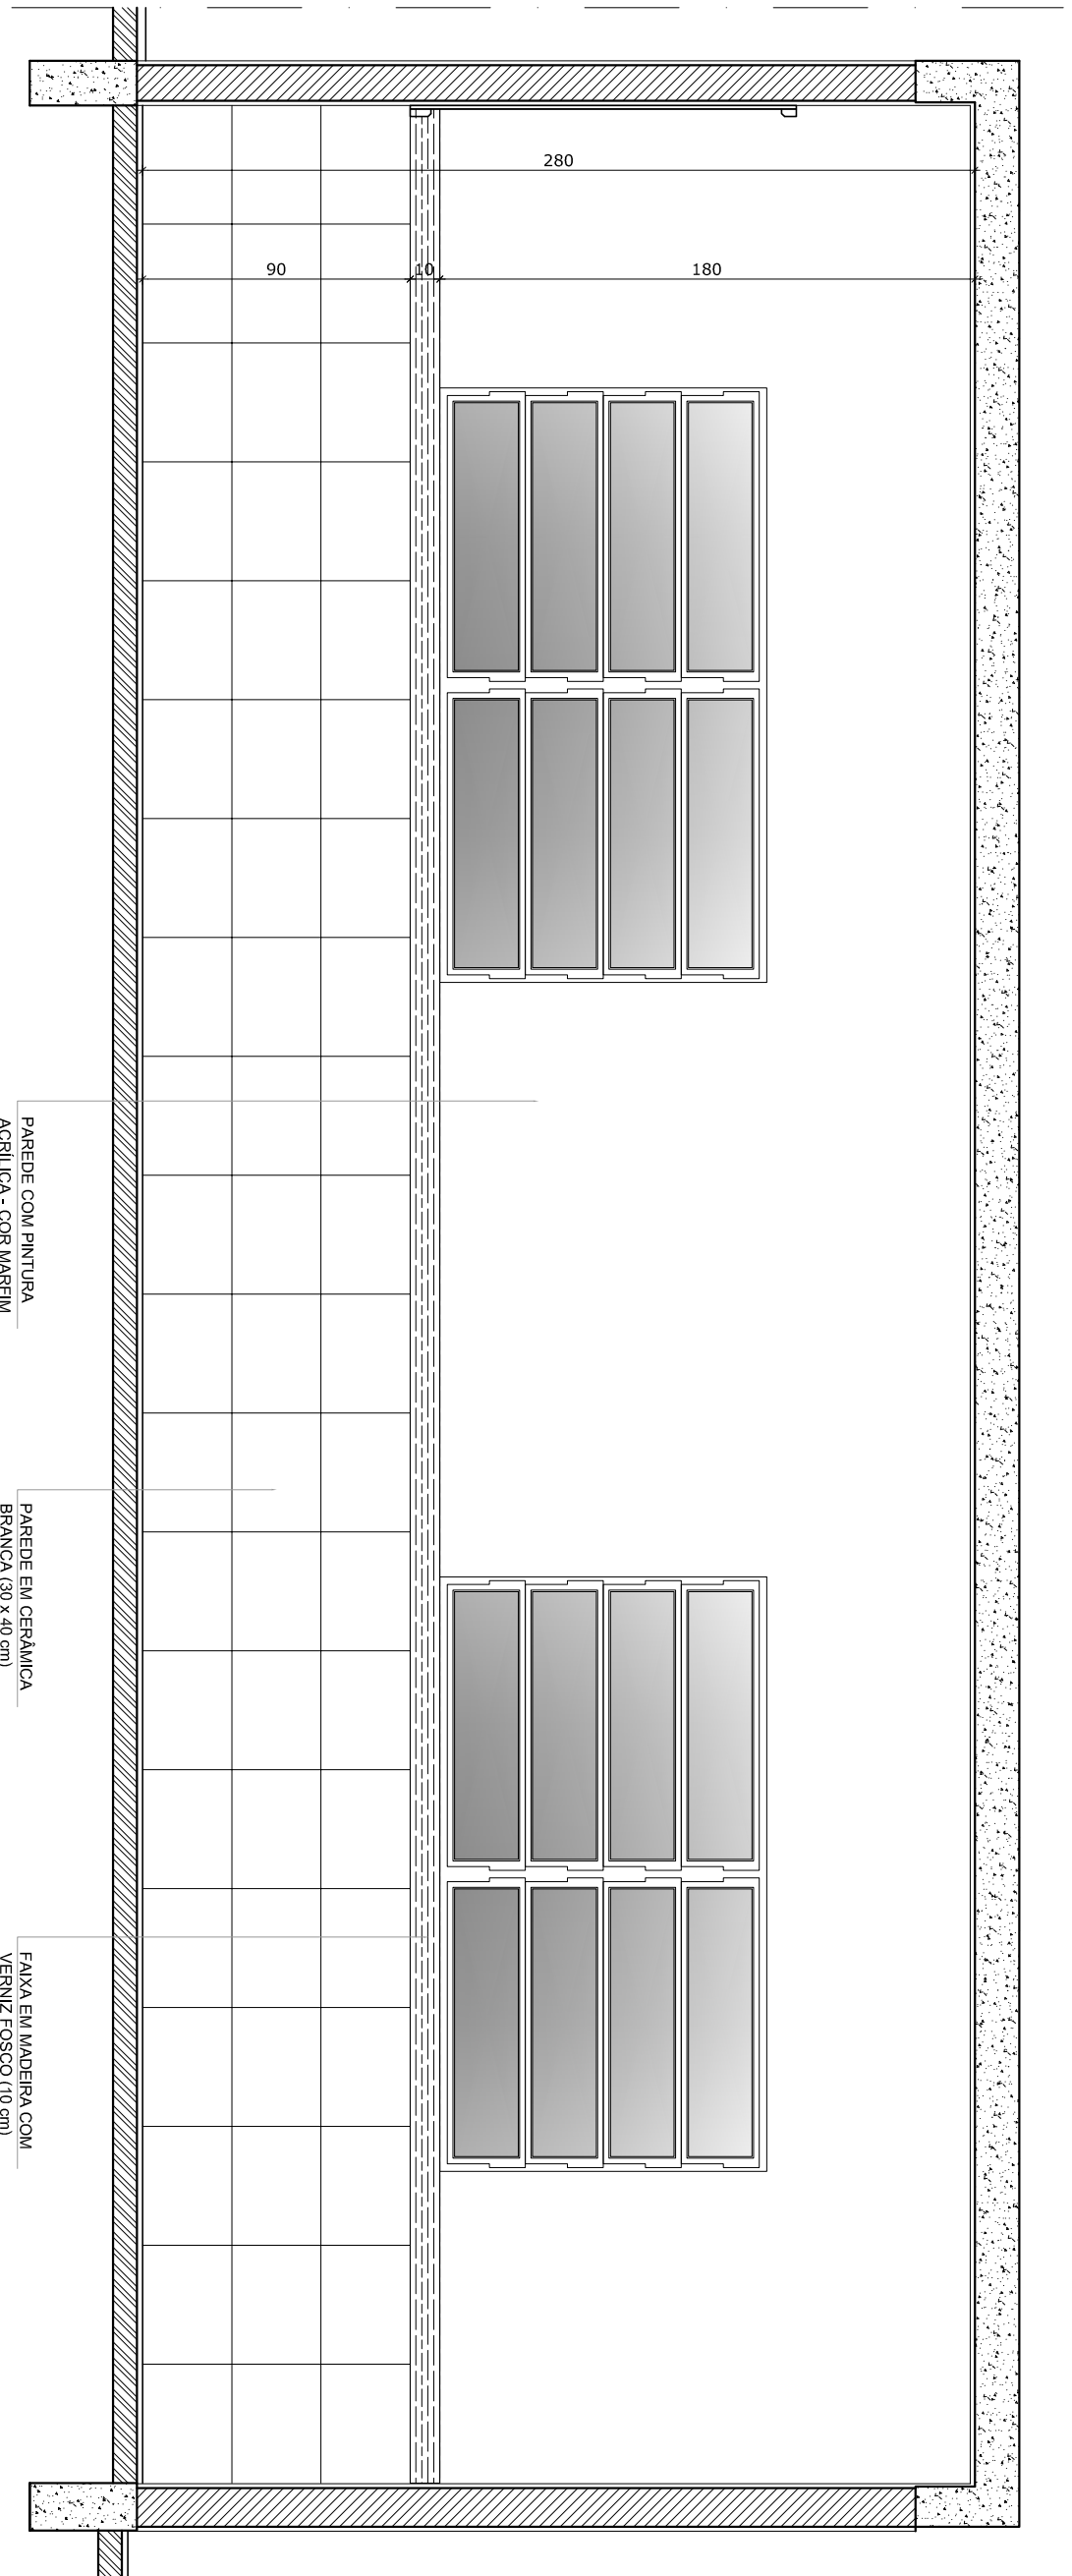 280
90
10
180
PAREDE COM PINTURA
ACRÍLICA - COR MARFIM
PAREDE EM CERÂMICA
BRANCA (30 x 40 cm)
FAIXA EM MADEIRA COM
VERNIZ FOSCO (10 cm)